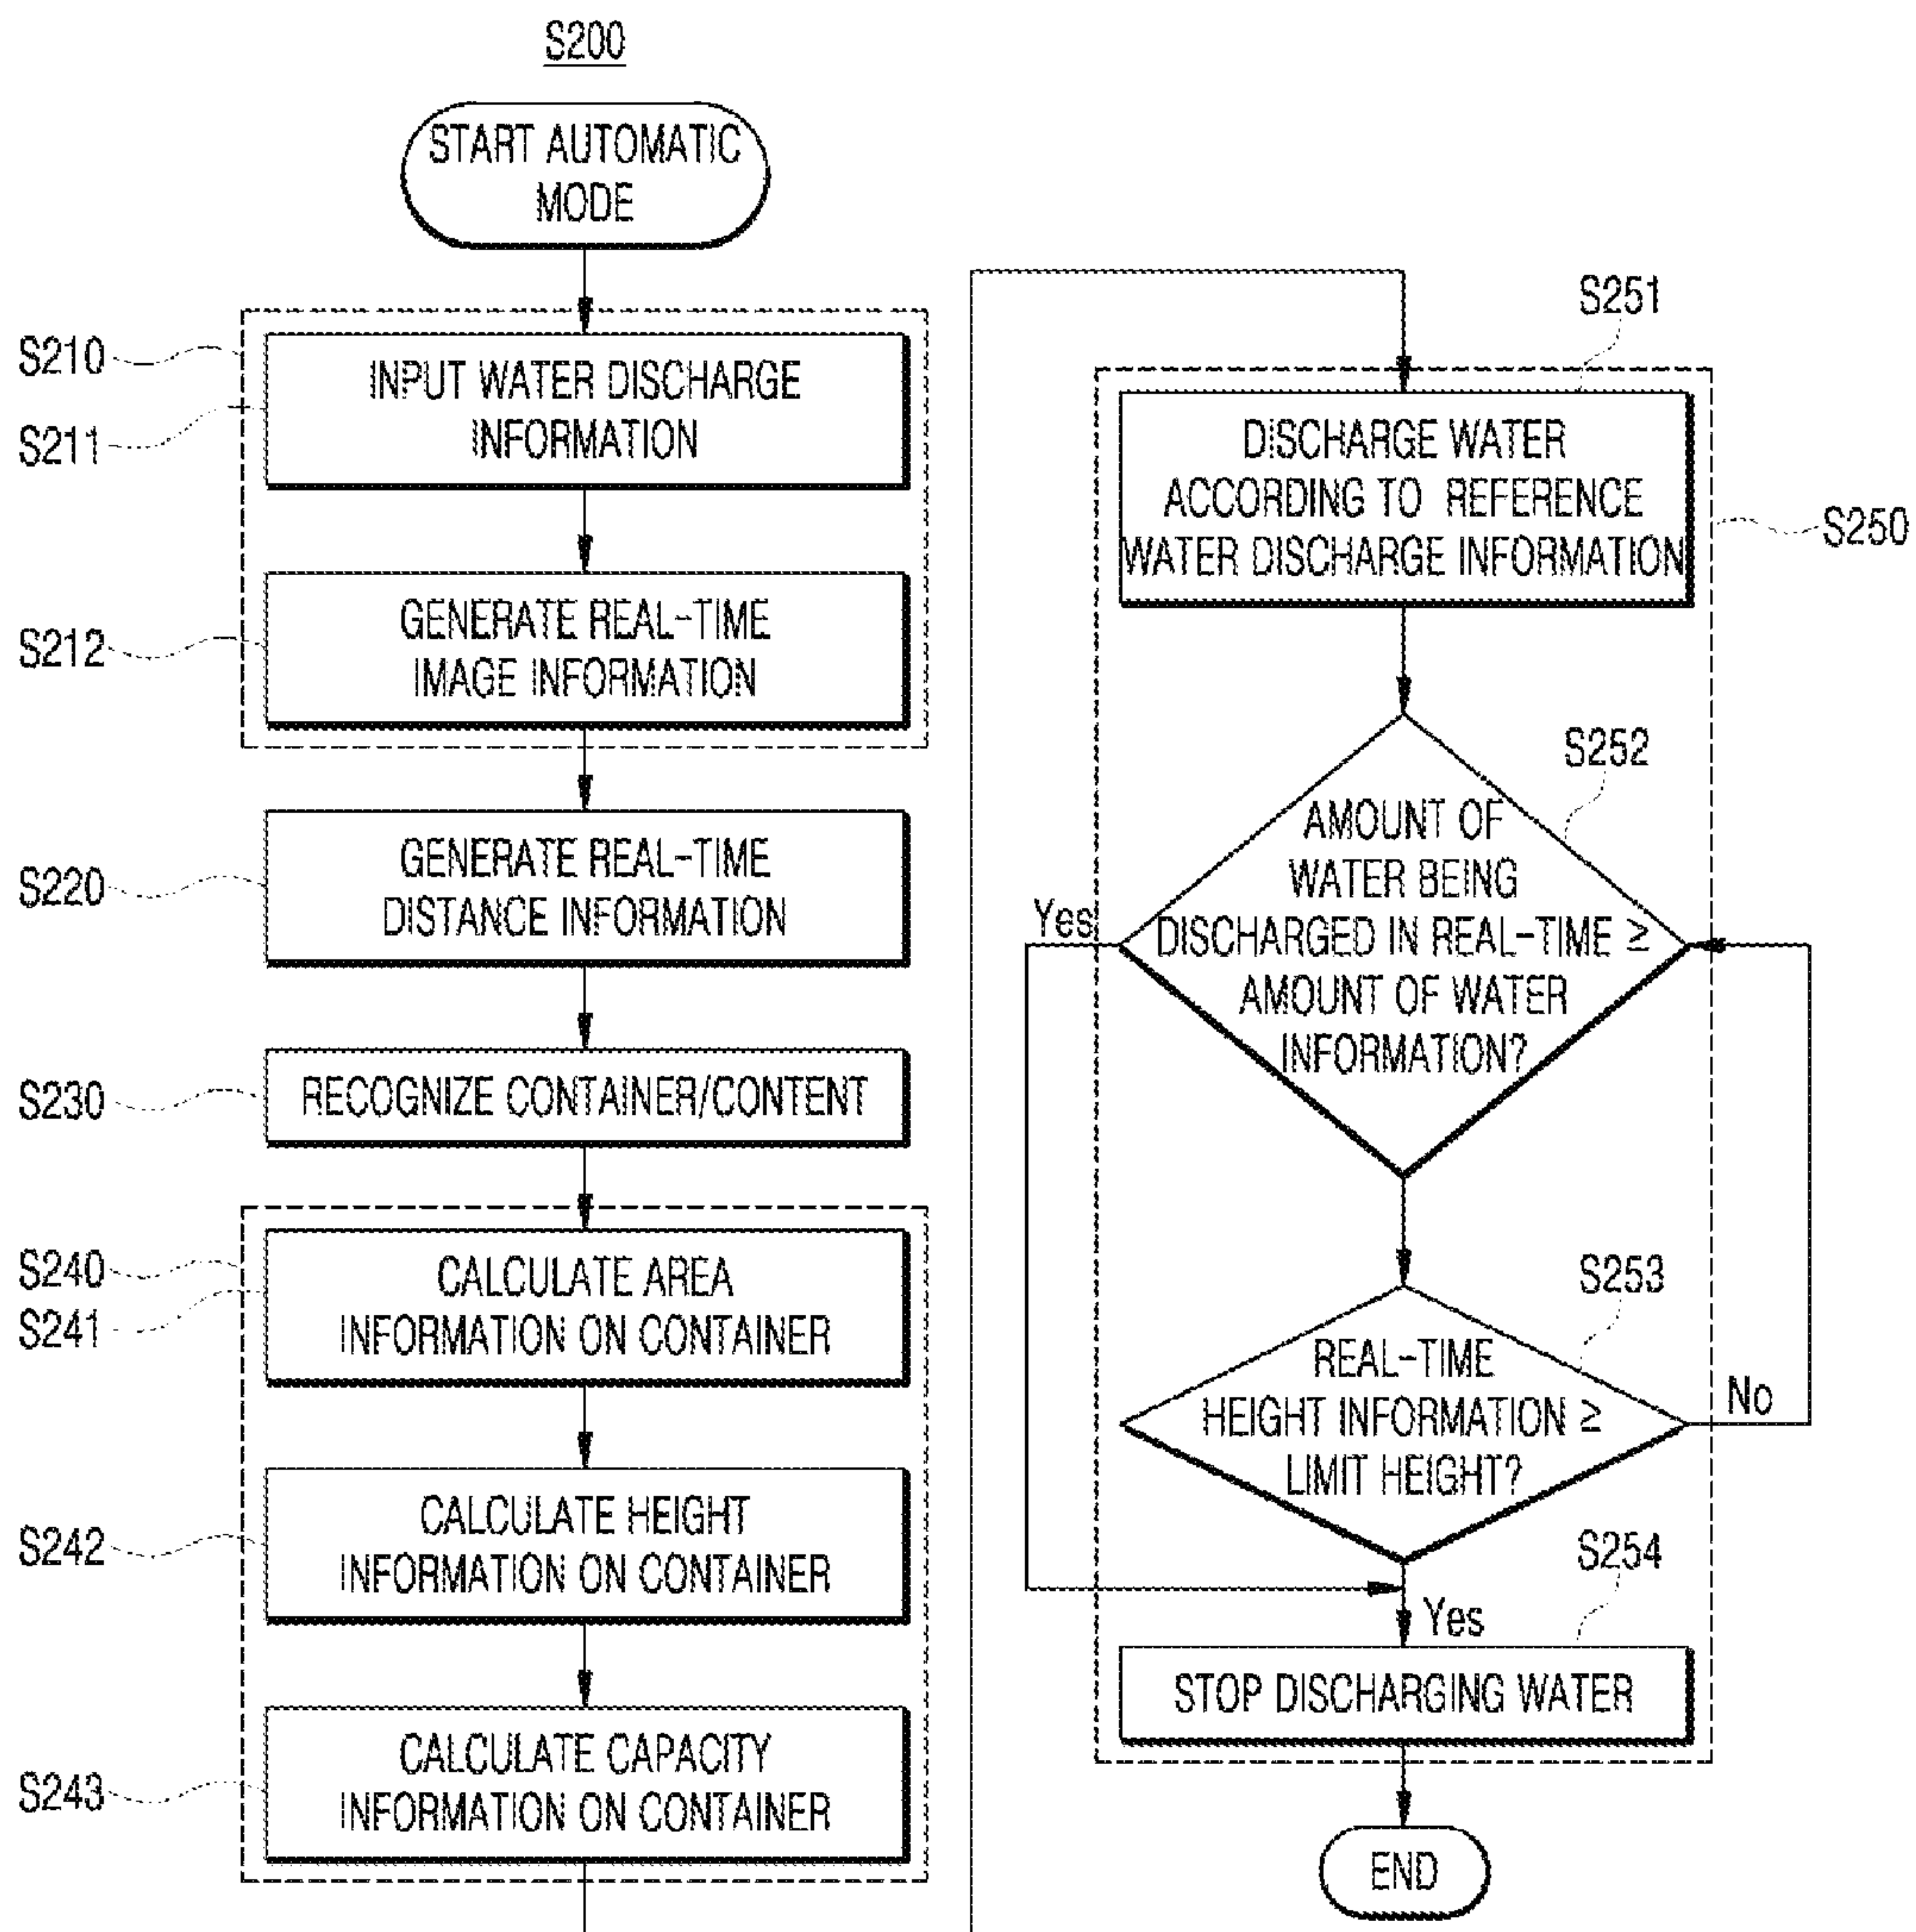 S200
START AUTOMATIC
MODE
S210
S211
INPUT WATER DISCHARGE
INFORMATION
S212
GENERATE REAL-TIME
IMAGE INFORMATION
S220
GENERATE REAL-TIME
DISTANCE INFORMATION
S230
RECOGNIZE CONTAINER/CONTENT
S240
S241
CALCULATE AREA
INFORMATION ON CONTAINER
S242
CALCULATE HEIGHT
INFORMATION ON CONTAINER
S243
CALCULATE CAPACITY
INFORMATION ON CONTAINER
S251
DISCHARGE WATER
ACCORDING TO REFERENCE
WATER DISCHARGE INFORMATION
S250
S252
AMOUNT OF
WATER BEING
DISCHARGED IN REAL-TIME ≥
AMOUNT OF WATER
INFORMATION?
Yes
S253
REAL-TIME
HEIGHT INFORMATION ≥
LIMIT HEIGHT?
No
S254
Yes
STOP DISCHARGING WATER
END